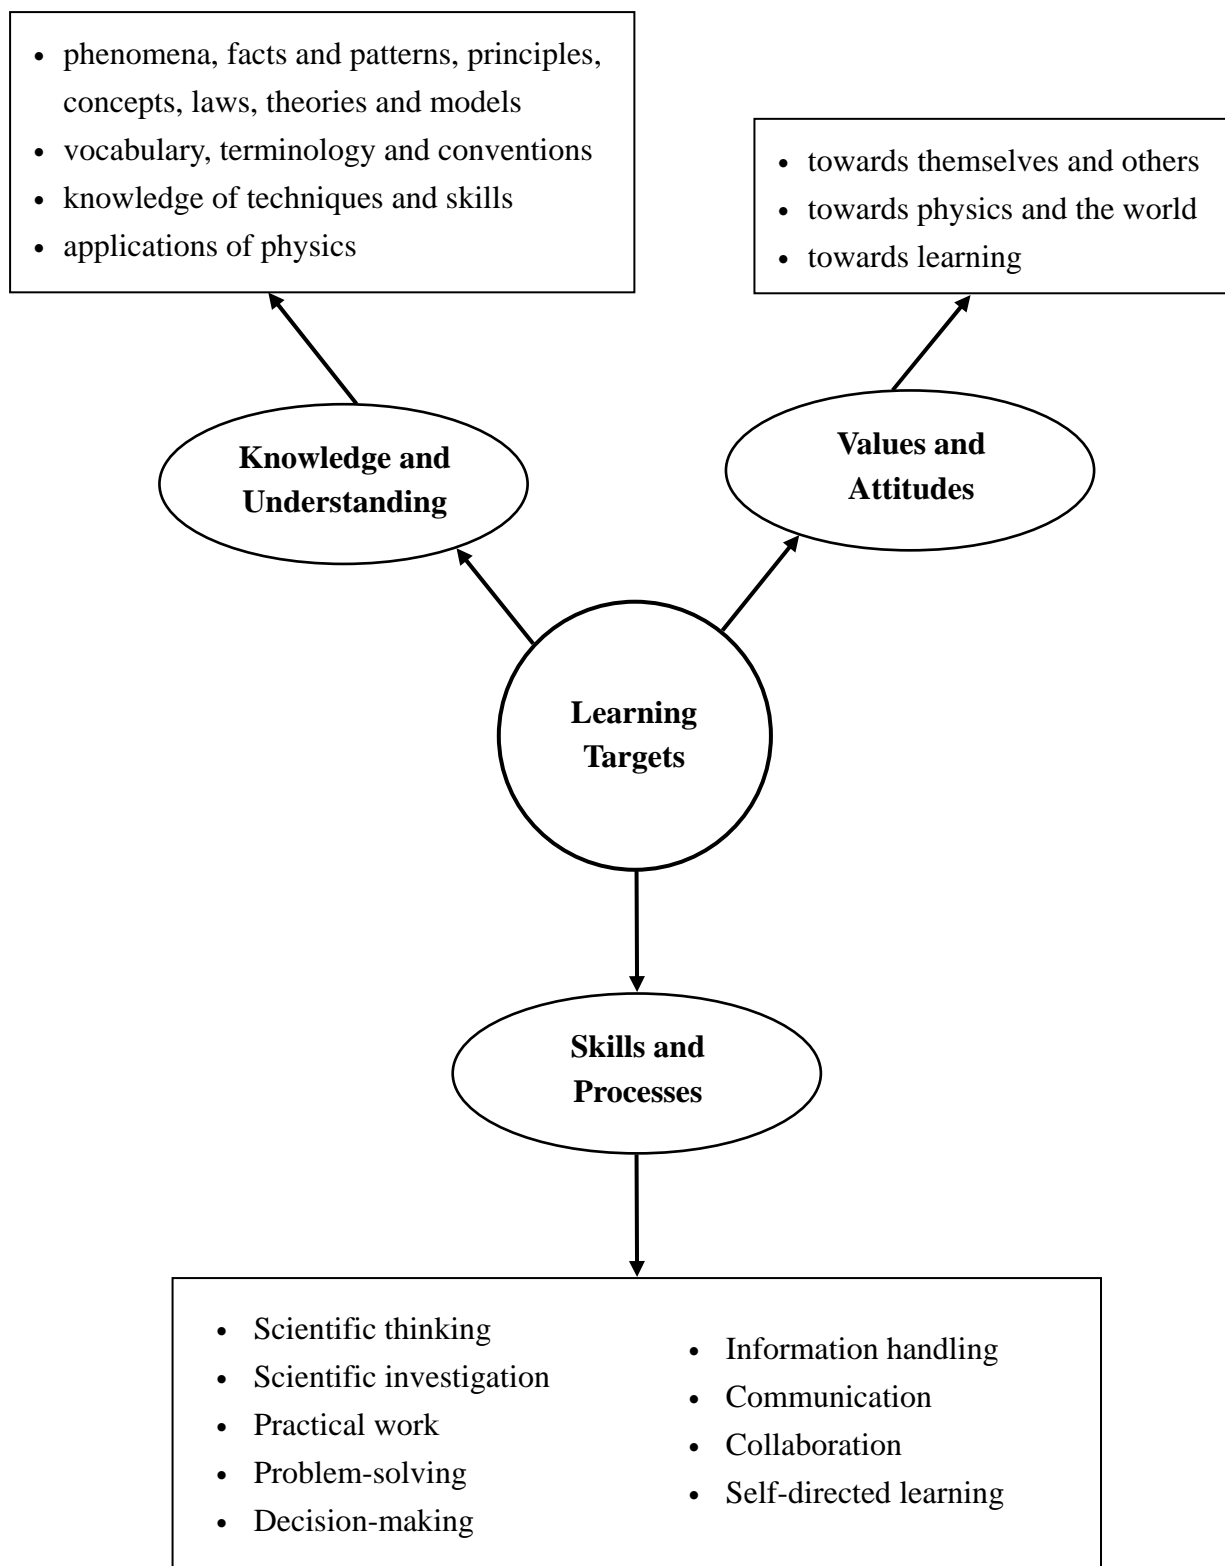 • phenomena, facts and patterns, principles,
concepts, laws, theories and models
• vocabulary, terminology and conventions
• knowledge of techniques and skills
• applications of physics
• towards themselves and others
• towards physics and the world
• towards learning
Knowledge and
Understanding
Values and
Attitudes
Learning
Targets
Skills and
Processes
• Scientific thinking
• Scientific investigation
• Practical work
• Problem-solving
• Decision-making
• Information handling
• Communication
• Collaboration
• Self-directed learning